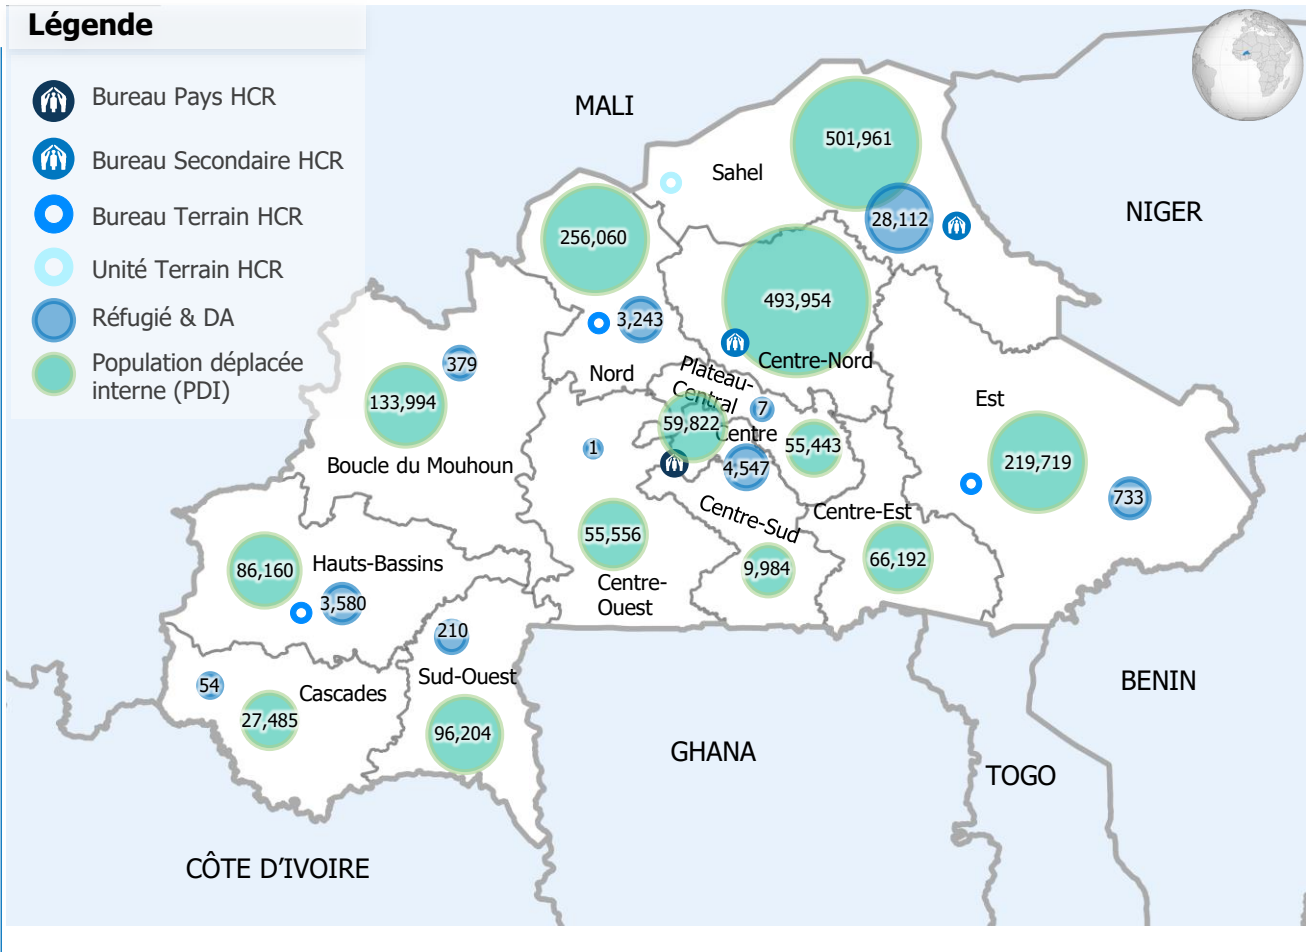 Légende
Bureau Pays HCR
Bureau Secondaire HCR
Bureau Terrain HCR
Unité Terrain HCR
Réfugié & DA
Population déplacée
interne (PDI)
MALI
NIGER
BENIN
TOGO
GHANA
CÔTE D’IVOIRE
501,961
Sahel
28,112
256,060
493,954
3,243
Centre-Nord
Nord
379
133,994
Boucle du Mouhoun
Plateau-
Central
7
59,822
Centre
55,443
4,547
1
Est
219,719
733
Centre-Sud
Centre-Est
55,556
Centre-
Ouest
9,984
66,192
86,160
Hauts-Bassins
3,580
210
Sud-Ouest
54
Cascades
27,485
96,204